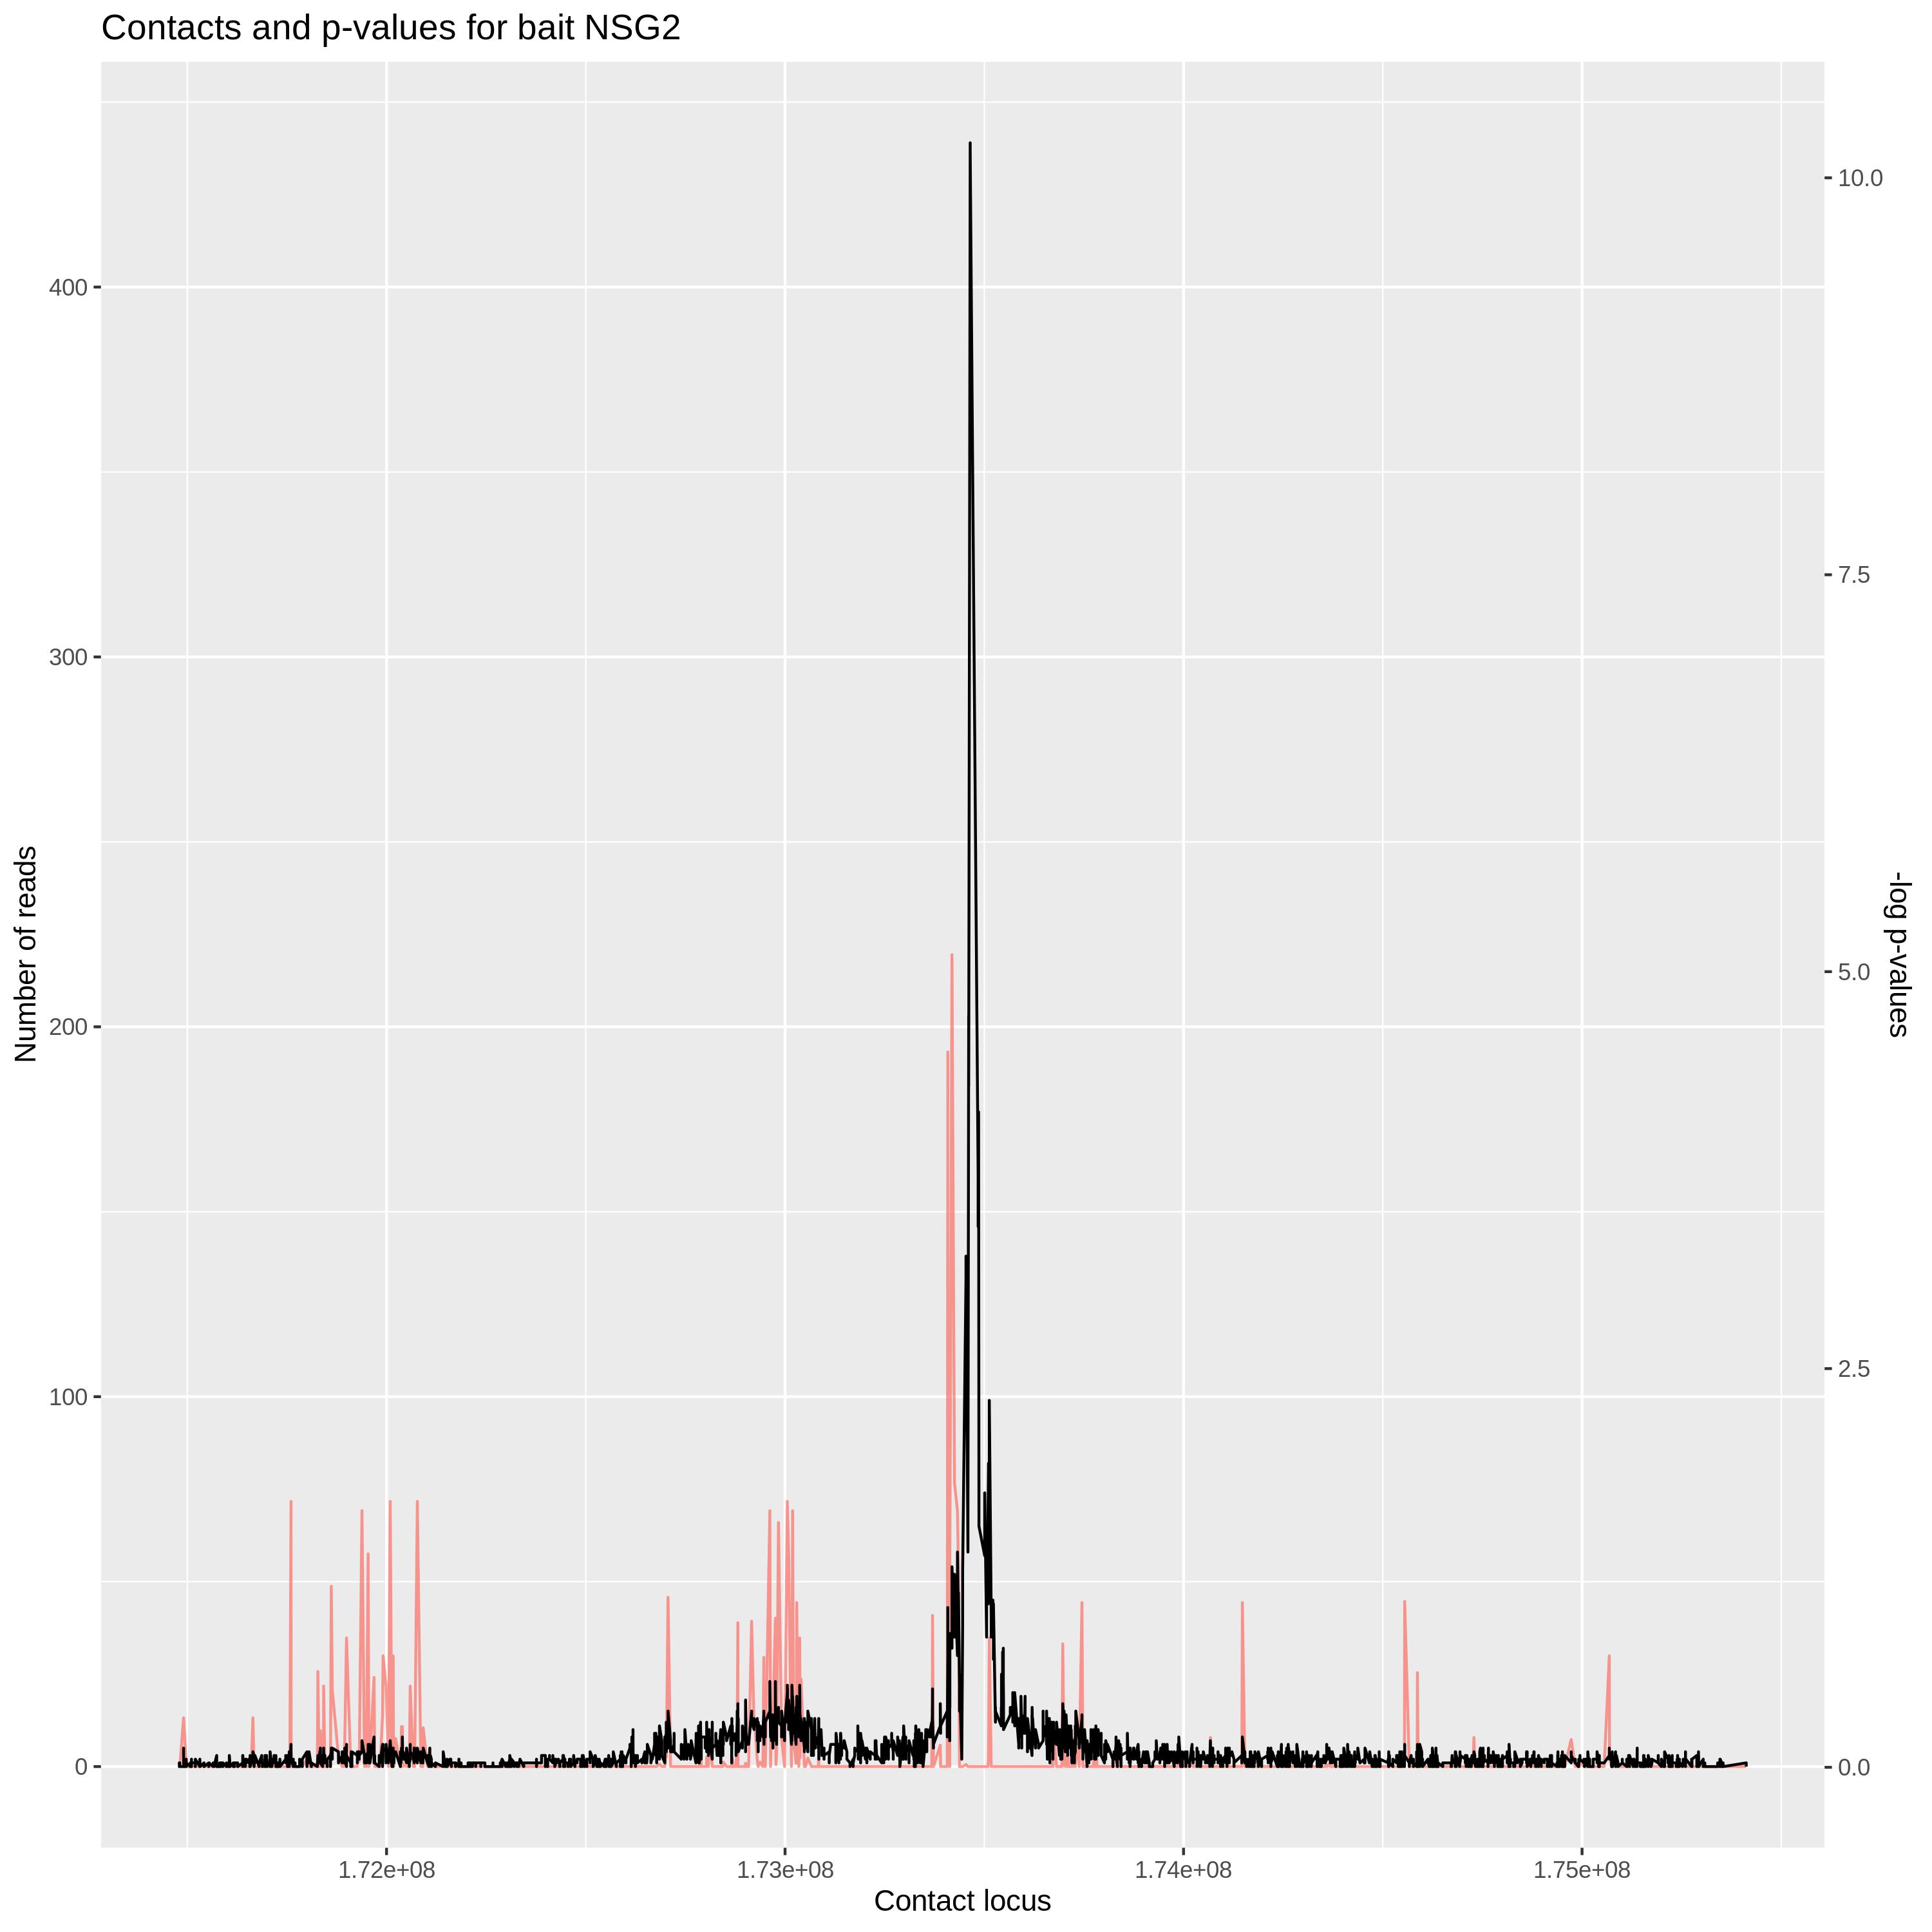 Contacts and p-values for bait NSG2
400
300
200
100
0
Number of reads
10.0
7.5
5.0
2.5
0.0
-log p-values
1.72e+08
1.73e+08
1.74e+08
1.75e+08
Contact locus